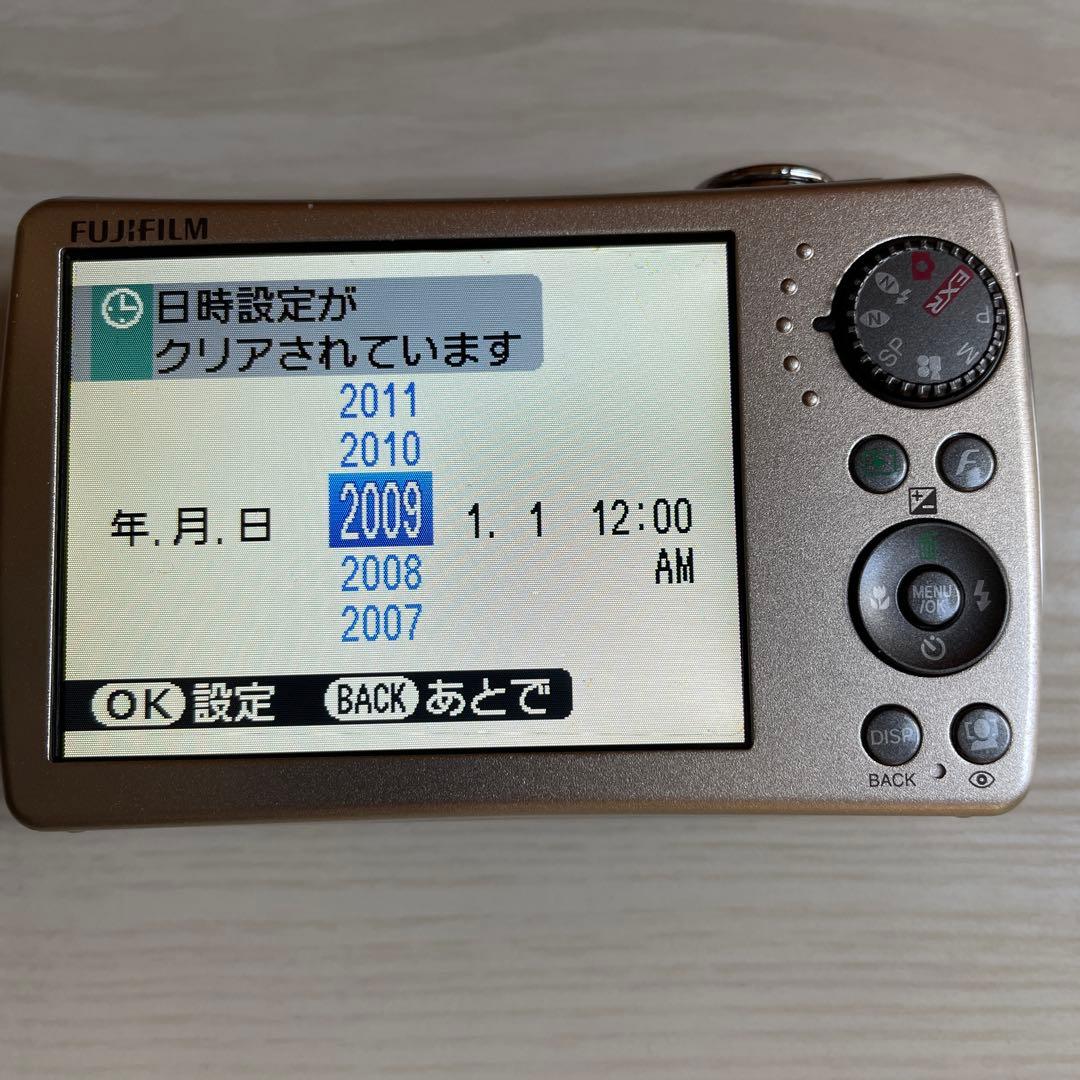 FUJIFILM
日時設定が
クリアされています
2011
2010
年.月.日 2009 1. 1 12:00
2008 AM
2007
OK 設定 BACK あとで
EXR
N
N
P
SP
M
F
MENU
/OK
DISP
BACK